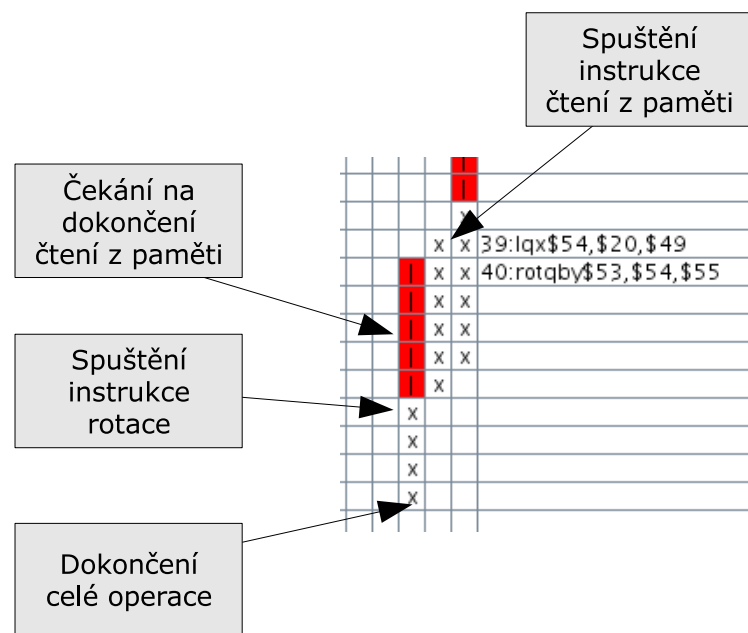 Spuštění
instrukce
čtení z paměti
Čekání na
dokončení
čtení z paměti
Spuštění
instrukce
rotace
Dokončení
celé operace
| 
|
x
x x 39:lqx$54,$20,$49
| x x 40:rotqby$53,$54,$55
| x x
| x x
| x x
| x
x
x
x
x